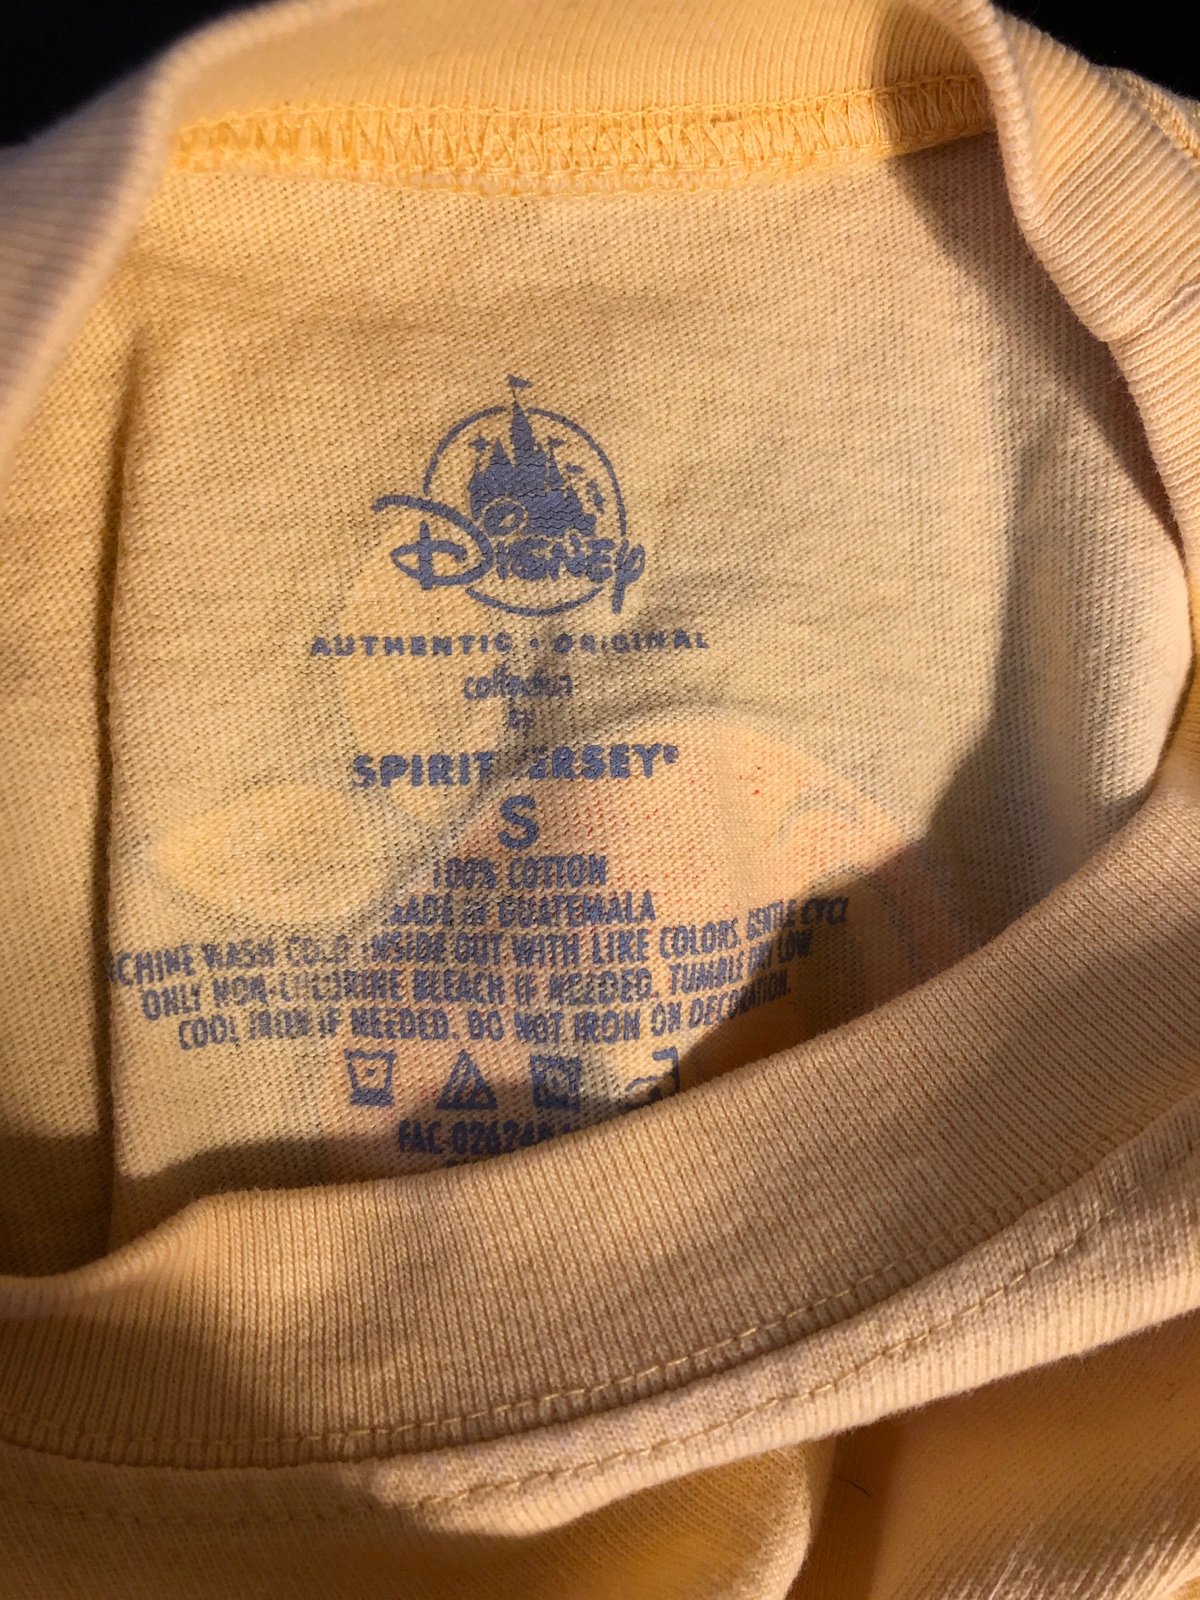 Disney
AUTHENTIC • ORIGINAL
collection
by
SPIRIT JERSEY®
S
100% COTTON
MADE IN GUATEMALA
MACHINE WASH COLD INSIDE OUT WITH LIKE COLORS. GENTLE CYCL
ONLY NON-CHLORINE BLEACH IF NEEDED. TUMBLE DRY LOW
COOL IRON IF NEEDED. DO NOT IRON ON DECORATION.